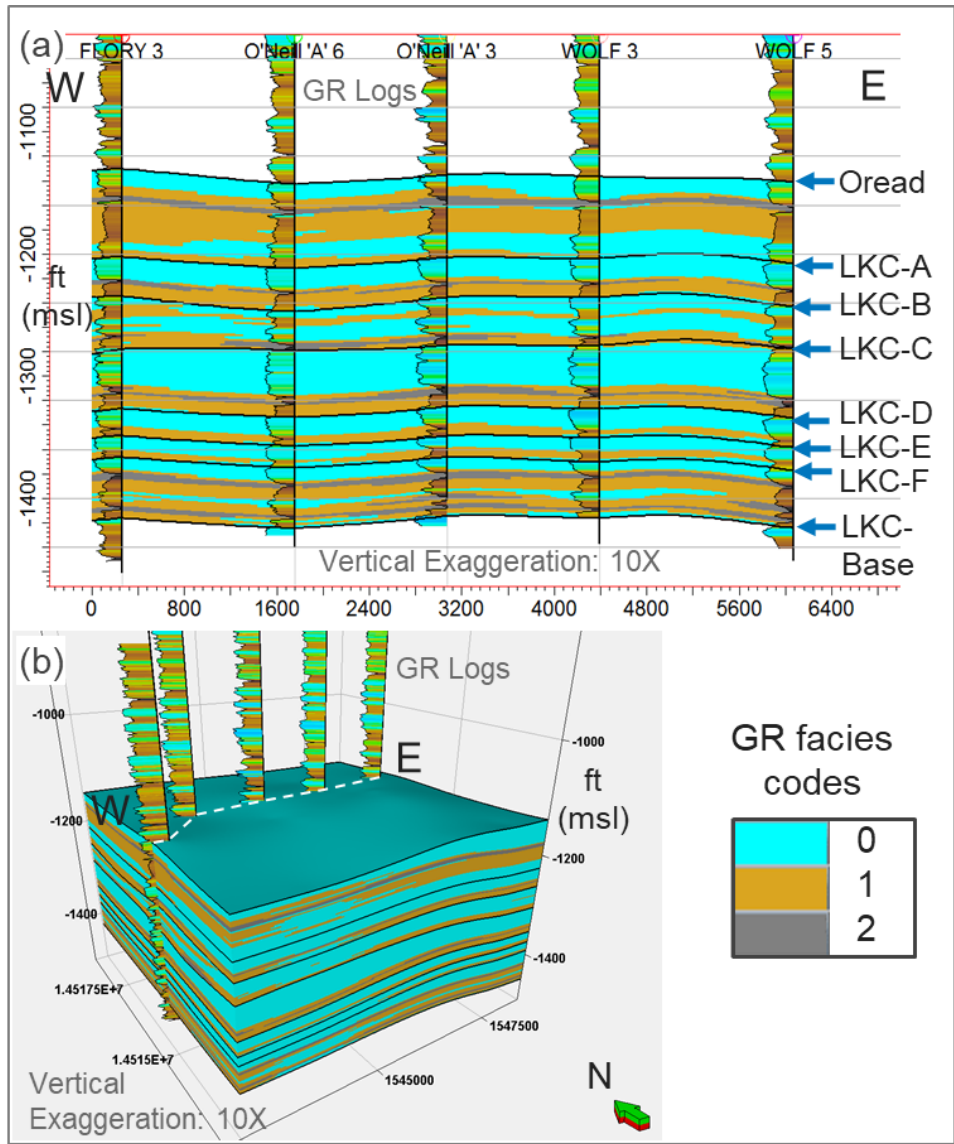 (a)
FLORY 3
O'Neill 'A' 6
O'Neill 'A' 3
WOLF 3
WOLF 5
W
GR Logs
E
-1100
-1200
-1300
-1400
ft
(msl)
Oread
LKC-A
LKC-B
LKC-C
LKC-D
LKC-E
LKC-F
LKC-
Base
Vertical Exaggeration: 10X
0 800 1600 2400 3200 4000 4800 5600 6400
(b)
GR Logs
-1000
-1000
E
W
ft
(msl)
-1200
-1200
-1400
-1400
1.45175E+7
1.4515E+7
1547500
1545000
Vertical
Exaggeration: 10X
N
GR facies
codes
0
1
2